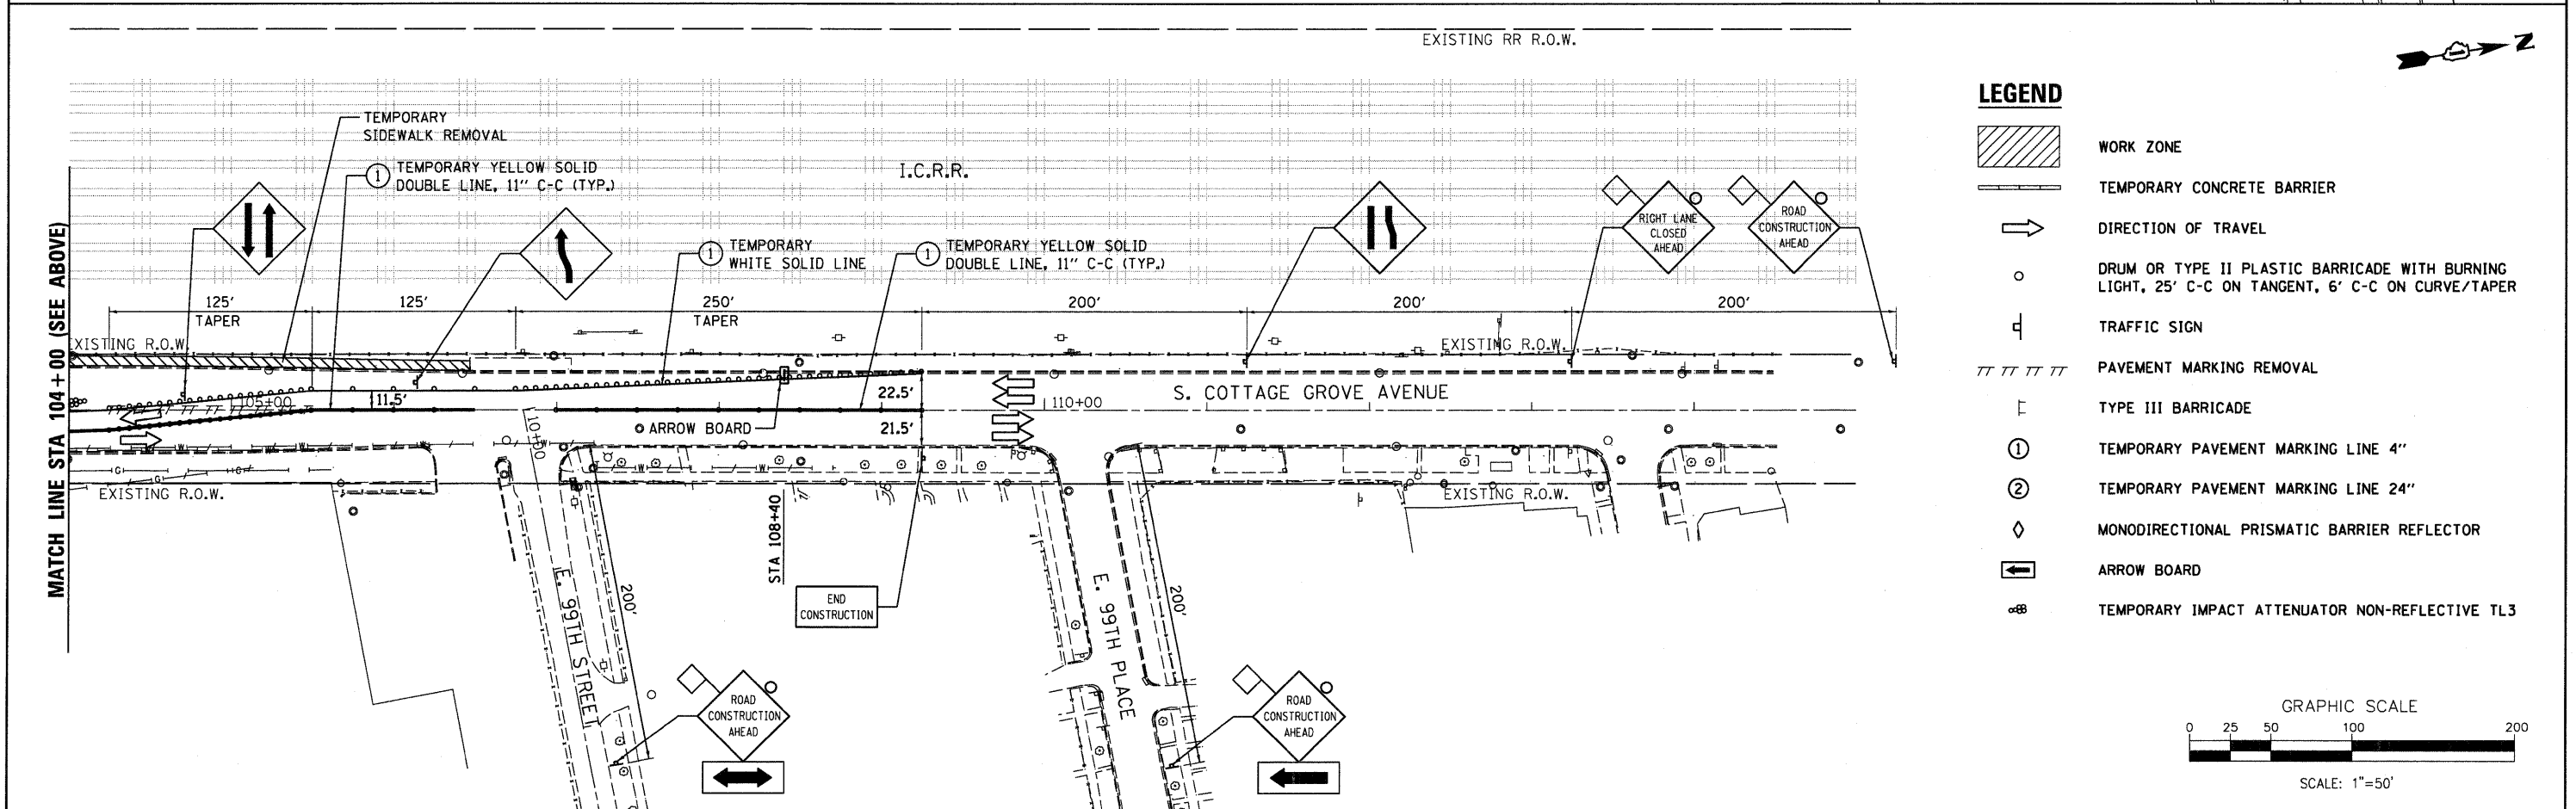 EXISTING RR R.O.W.
N
LEGEND
WORK ZONE
TEMPORARY CONCRETE BARRIER
DIRECTION OF TRAVEL
DRUM OR TYPE II PLASTIC BARRICADE WITH BURNING
LIGHT, 25' C-C ON TANGENT, 6' C-C ON CURVE/TAPER
TRAFFIC SIGN
PAVEMENT MARKING REMOVAL
TYPE III BARRICADE
1 TEMPORARY PAVEMENT MARKING LINE 4"
2 TEMPORARY PAVEMENT MARKING LINE 24"
MONODIRECTIONAL PRISMATIC BARRIER REFLECTOR
ARROW BOARD
TEMPORARY IMPACT ATTENUATOR NON-REFLECTIVE TL3
GRAPHIC SCALE
0 25 50 100 200
SCALE: 1"=50'
MATCH LINE STA 104+00 (SEE ABOVE)
TEMPORARY
SIDEWALK REMOVAL
1 TEMPORARY YELLOW SOLID
DOUBLE LINE, 11" C-C (TYP.)
I.C.R.R.
1 TEMPORARY
WHITE SOLID LINE
1 TEMPORARY YELLOW SOLID
DOUBLE LINE, 11" C-C (TYP.)
RIGHT LANE
CLOSED
AHEAD
ROAD
CONSTRUCTION
AHEAD
125' 125' 250' 200' 200' 200'
TAPER TAPER
EXISTING R.O.W.
EXISTING R.O.W.
105+00
11.5'
22.5'
21.5'
110+00
S. COTTAGE GROVE AVENUE
ARROW BOARD
10+00
W W
G G
W W
EXISTING R.O.W.
EXISTING R.O.W.
STA 108+40
END
CONSTRUCTION
E. 99TH STREET
200'
E. 99TH PLACE
200'
ROAD
CONSTRUCTION
AHEAD
ROAD
CONSTRUCTION
AHEAD